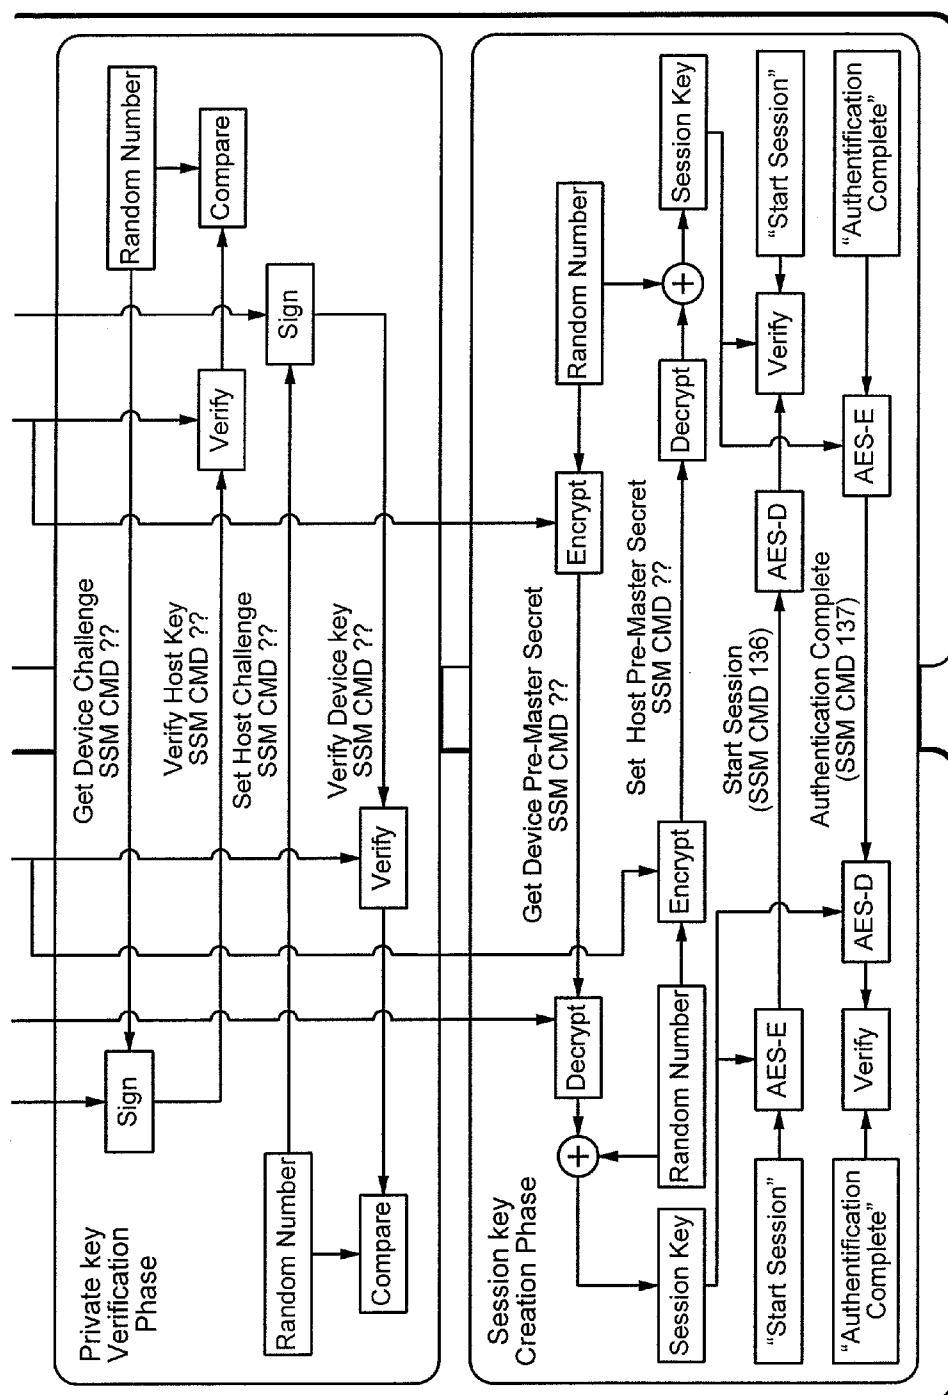 Private key
Verification
Phase
Random Number
Compare
Sign
Get Device Challenge
SSM CMD ??
Verify Host Key
SSM CMD ??
Set Host Challenge
SSM CMD ??
Verify Device key
SSM CMD ??
Verify
Verify
Sign
Random Number
Compare
Session key
Creation Phase
Session Key
"Start Session"
"Authentification
Complete"
Decrypt
Random Number
AES-E
Verify
Encrypt
AES-D
Get Device Pre-Master Secret
SSM CMD ??
Set Host Pre-Master Secret
SSM CMD ??
Start Session
(SSM CMD 136)
Authentication Complete
(SSM CMD 137)
Encrypt
AES-D
Random Number
Decrypt
Verify
AES-E
Session Key
"Start Session"
"Authentification
Complete"